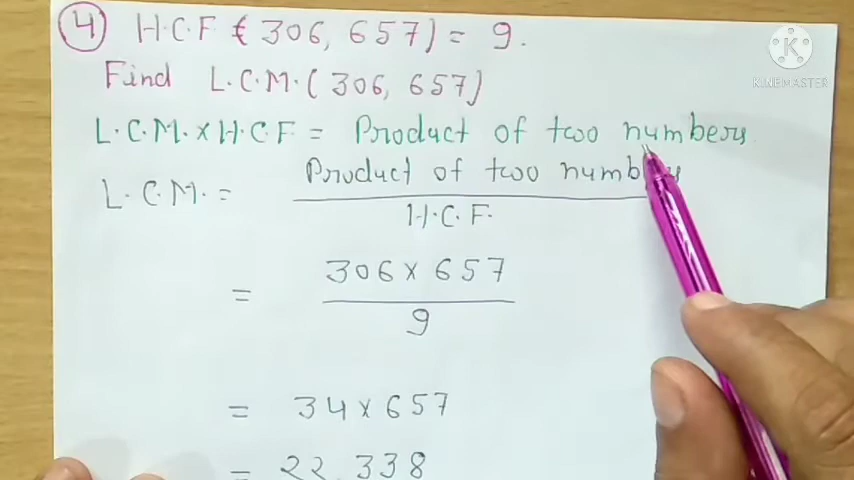 4 H.C.F (306, 657) = 9.
KINEMASTER
Find L.C.M.(306, 657)
L.C.M. × H.C.F = Product of two numbers
L.C.M. = Product of two numbers
H.C.F.
= 306 × 657
9
= 34 × 657
= 22 338